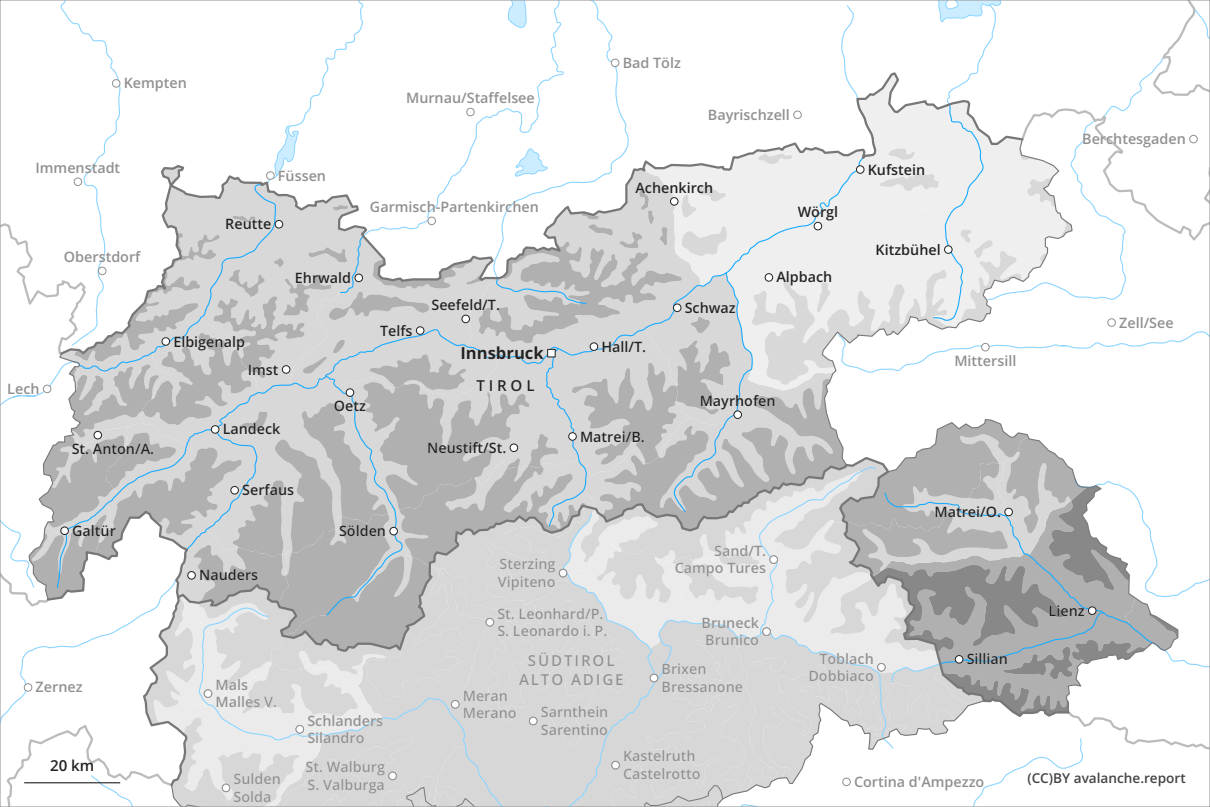 Kempten
Bad Tölz
Murnau/Staffelsee
Bayrischzell
Berchtesgaden
Immenstadt
Füssen
Kufstein
Achenkirch
Garmisch-Partenkirchen
Wörgl
Reutte
Kitzbühel
Oberstdorf
Ehrwald
Alpbach
Seefeld/T.
Schwaz
Telfs
Zell/See
Elbigenalp
Innsbruck
Hall/T.
Mittersill
Imst
TIROL
Lech
Oetz
Mayrhofen
Landeck
Matrei/B.
St. Anton/A.
Neustift/St.
Serfaus
Matrei/O.
Galtür
Sölden
Sand/T.
Campo Tures
Sterzing
Vipiteno
Nauders
Lienz
St. Leonhard/P.
S. Leonardo i. P.
Bruneck
Brunico
SÜDTIROL
ALTO ADIGE
Toblach
Dobbiaco
Sillian
Brixen
Bressanone
Zernez
Mals
Malles V.
Meran
Merano
Sarnthein
Sarentino
Schlanders
Silandro
Kastelruth
Castelrotto
St. Walburg
S. Valburga
20 km
Sulden
Solda
Cortina d'Ampezzo
(CC)BY avalanche.report